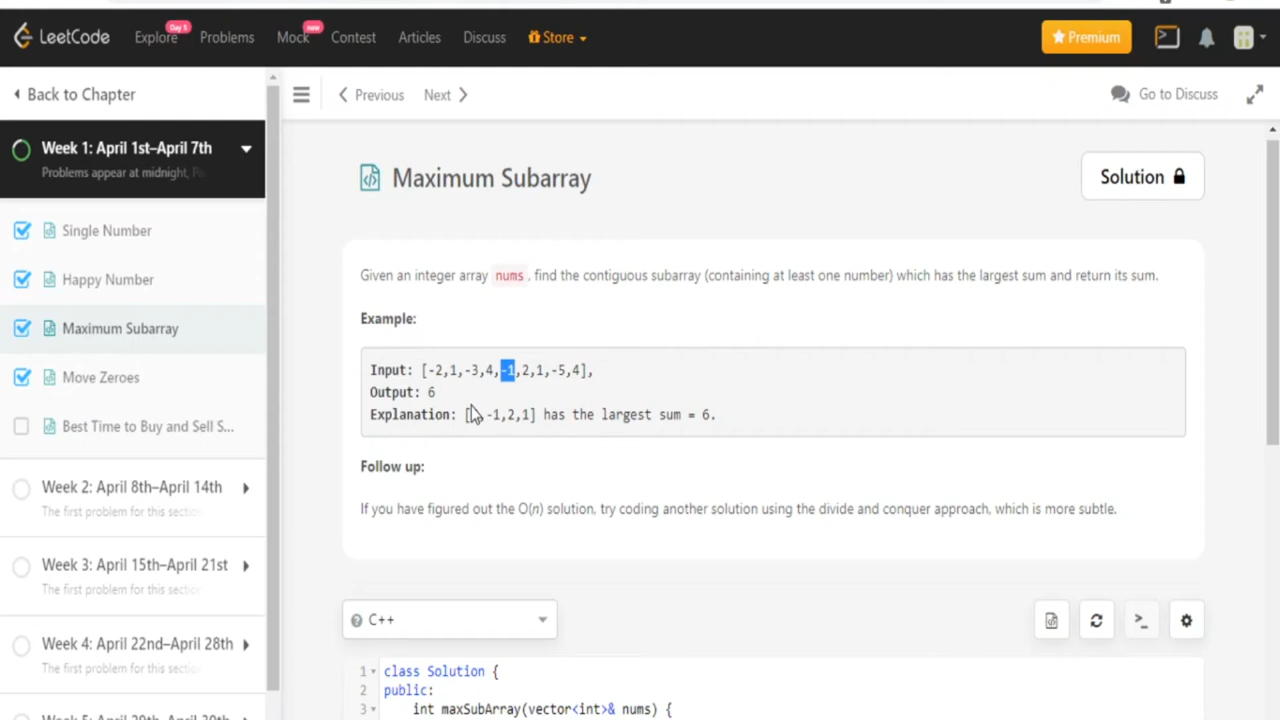 LeetCode
Explore
Day 5
Problems
Mock
new
Contest
Articles
Discuss
Store
Premium
Back to Chapter
Previous
Next
Go to Discuss
Week 1: April 1st–April 7th
Problems appear at midnight,
Single Number
Happy Number
Maximum Subarray
Move Zeroes
Best Time to Buy and Sell S...
Week 2: April 8th–April 14th
The first problem for this
Week 3: April 15th–April 21st
The first problem for this
Week 4: April 22nd–April 28th
The first problem for this
Maximum Subarray
Solution
Given an integer array nums, find the contiguous subarray (containing at least one number) which has the largest sum and return its sum.
Example:
Input: [-2,1,-3,4,-1,2,1,-5,4],
Output: 6
Explanation: [ -1,2,1] has the largest sum = 6.
Follow up:
If you have figured out the O(n) solution, try coding another solution using the divide and conquer approach, which is more subtle.
C++
1 class Solution {
2 public:
3 int maxSubArray(vector<int>& nums) {